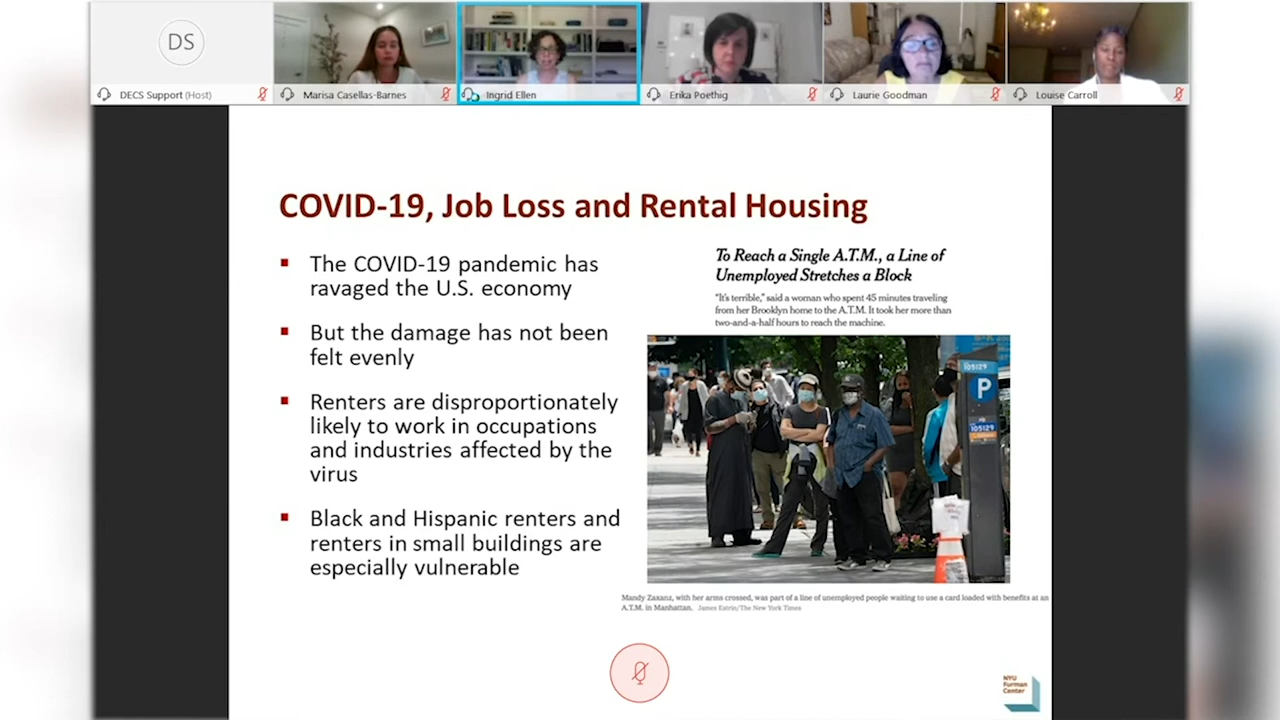 DS
DECS Support (Host)
Marisa Casellas-Barnes
Ingrid Ellen
Erika Poethig
Laurie Goodman
Louise Carroll
COVID-19, Job Loss and Rental Housing
The COVID-19 pandemic has
ravaged the U.S. economy
But the damage has not been
felt evenly
Renters are disproportionately
likely to work in occupations
and industries affected by the
virus
Black and Hispanic renters and
renters in small buildings are
especially vulnerable
To Reach a Single A.T.M., a Line of
Unemployed Stretches a Block
“It's terrible,” said a woman who spent 45 minutes traveling
from her Brooklyn home to the A.T.M. It took her more than
two-and-a-half hours to reach the machine.
105129
P
105129
Mandy Zaxanz, with her arms crossed, was part of a line of unemployed people waiting to use a card loaded with benefits at an
A.T.M. in Manhattan. James Estrin/The New York Times
NYU
Furman
Center